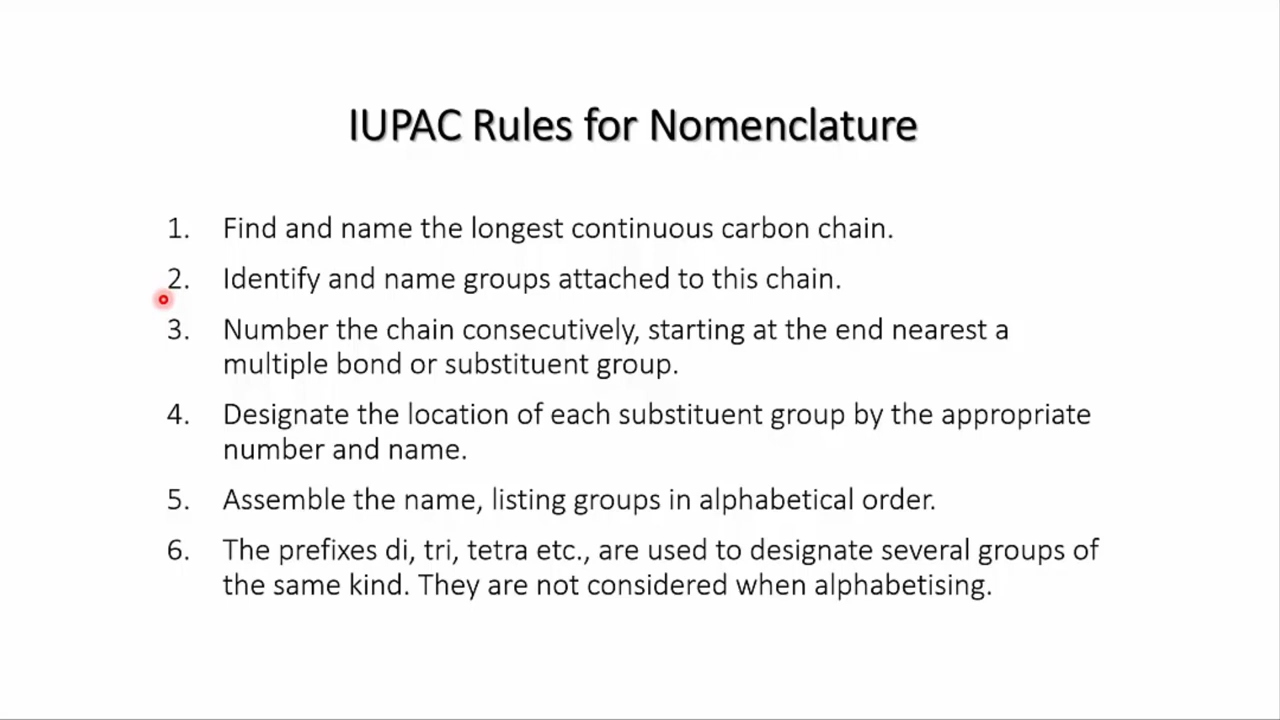 IUPAC Rules for Nomenclature
1. Find and name the longest continuous carbon chain.
2. Identify and name groups attached to this chain.
3. Number the chain consecutively, starting at the end nearest a
multiple bond or substituent group.
4. Designate the location of each substituent group by the appropriate
number and name.
5. Assemble the name, listing groups in alphabetical order.
6. The prefixes di, tri, tetra etc., are used to designate several groups of
the same kind. They are not considered when alphabetising.